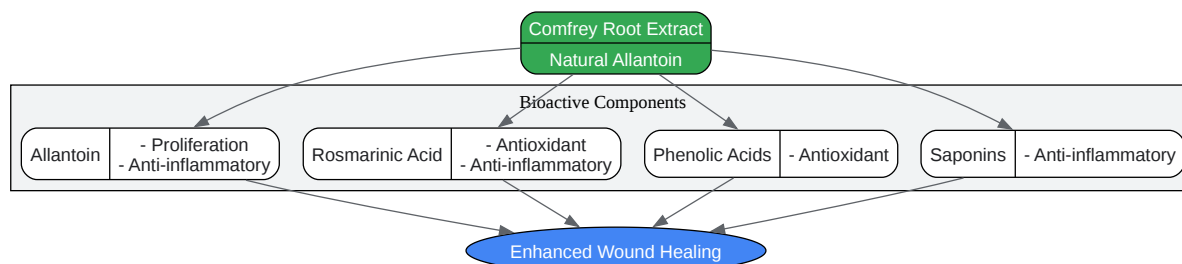 Comfrey Root Extract
Natural Allantoin
Bioactive Components
Allantoin
- Proliferation
- Anti-inflammatory
Rosmarinic Acid
- Antioxidant
- Anti-inflammatory
Phenolic Acids
- Antioxidant
Saponins
- Anti-inflammatory
Enhanced Wound Healing